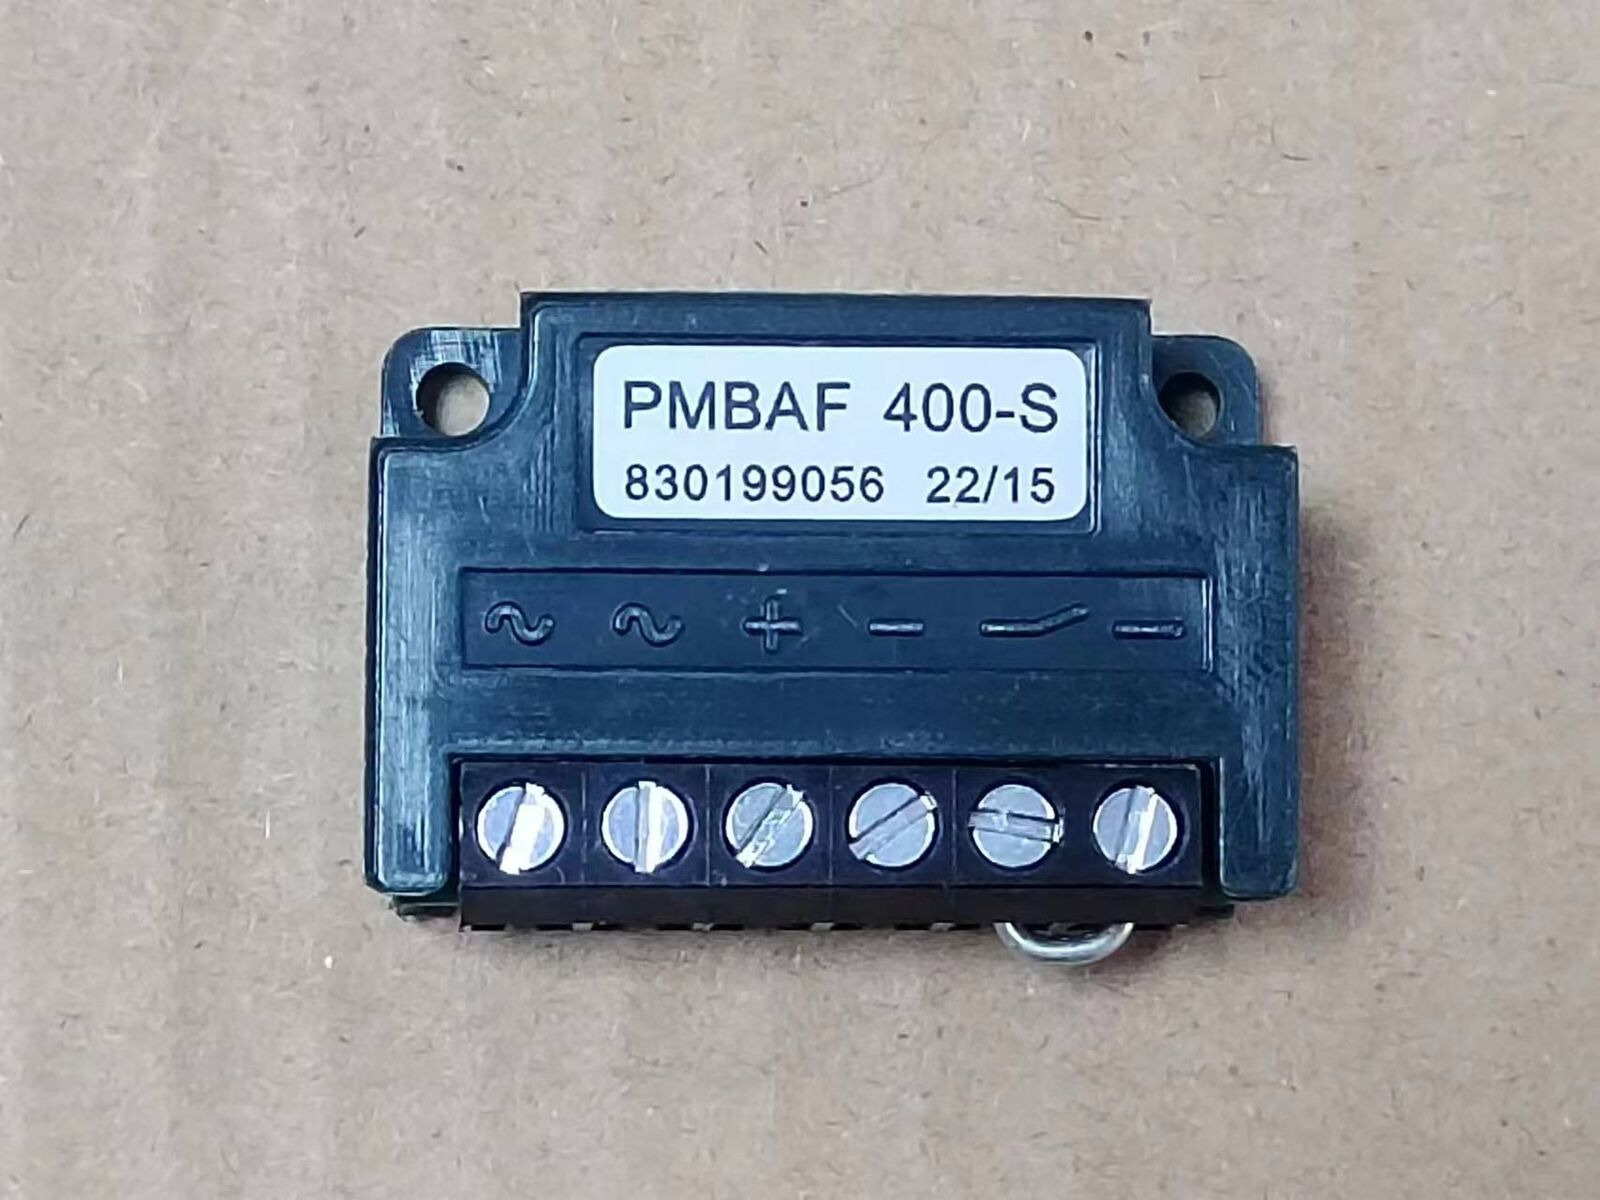 PMBAF 400-S
830199056 22/15
~ ~ + − −